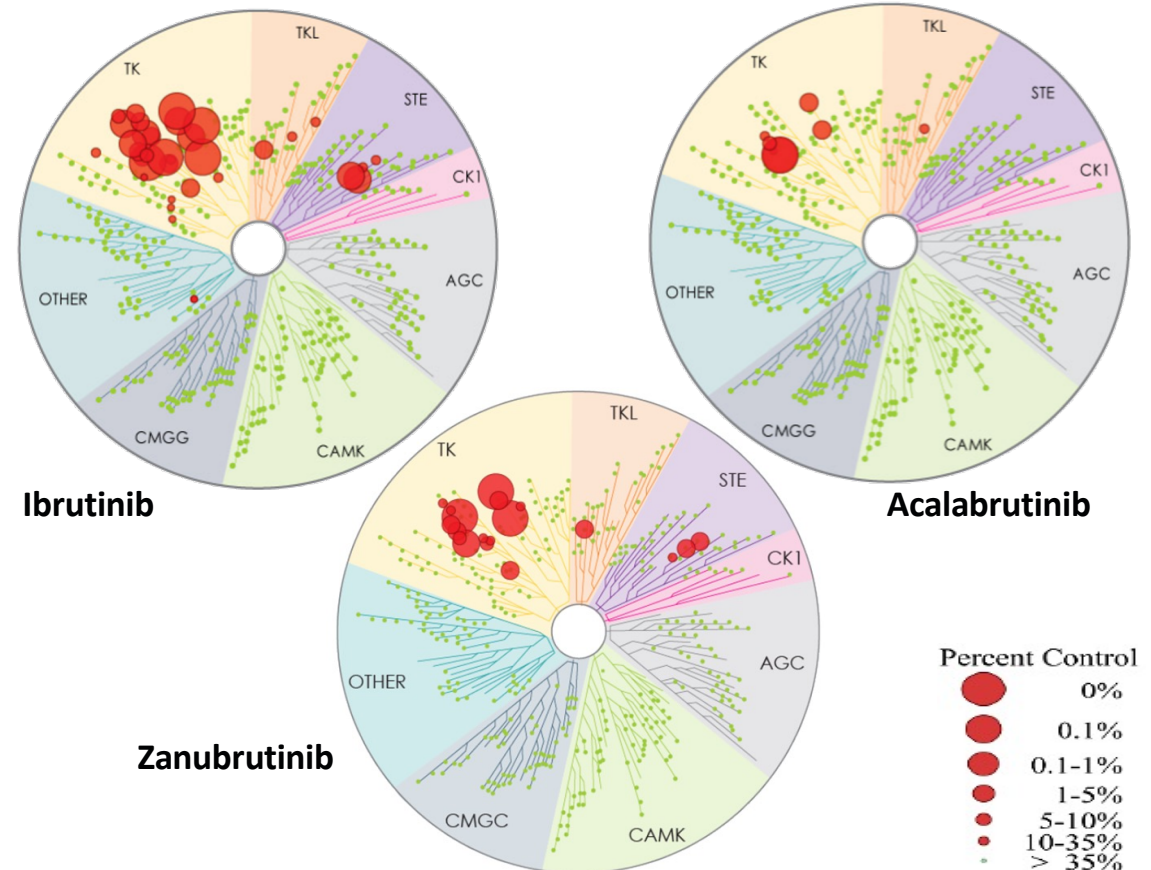 TKL
TK
STE
CK1
AGC
OTHER
CMGG
CAMK
Ibrutinib
TKL
TK
STE
CK1
AGC
OTHER
CMGG
CAMK
Acalabrutinib
TKL
TK
STE
CK1
AGC
OTHER
CMGC
CAMK
Zanubrutinib
Percent Control
0%
0.1%
0.1-1%
1-5%
5-10%
10-35%
> 35%